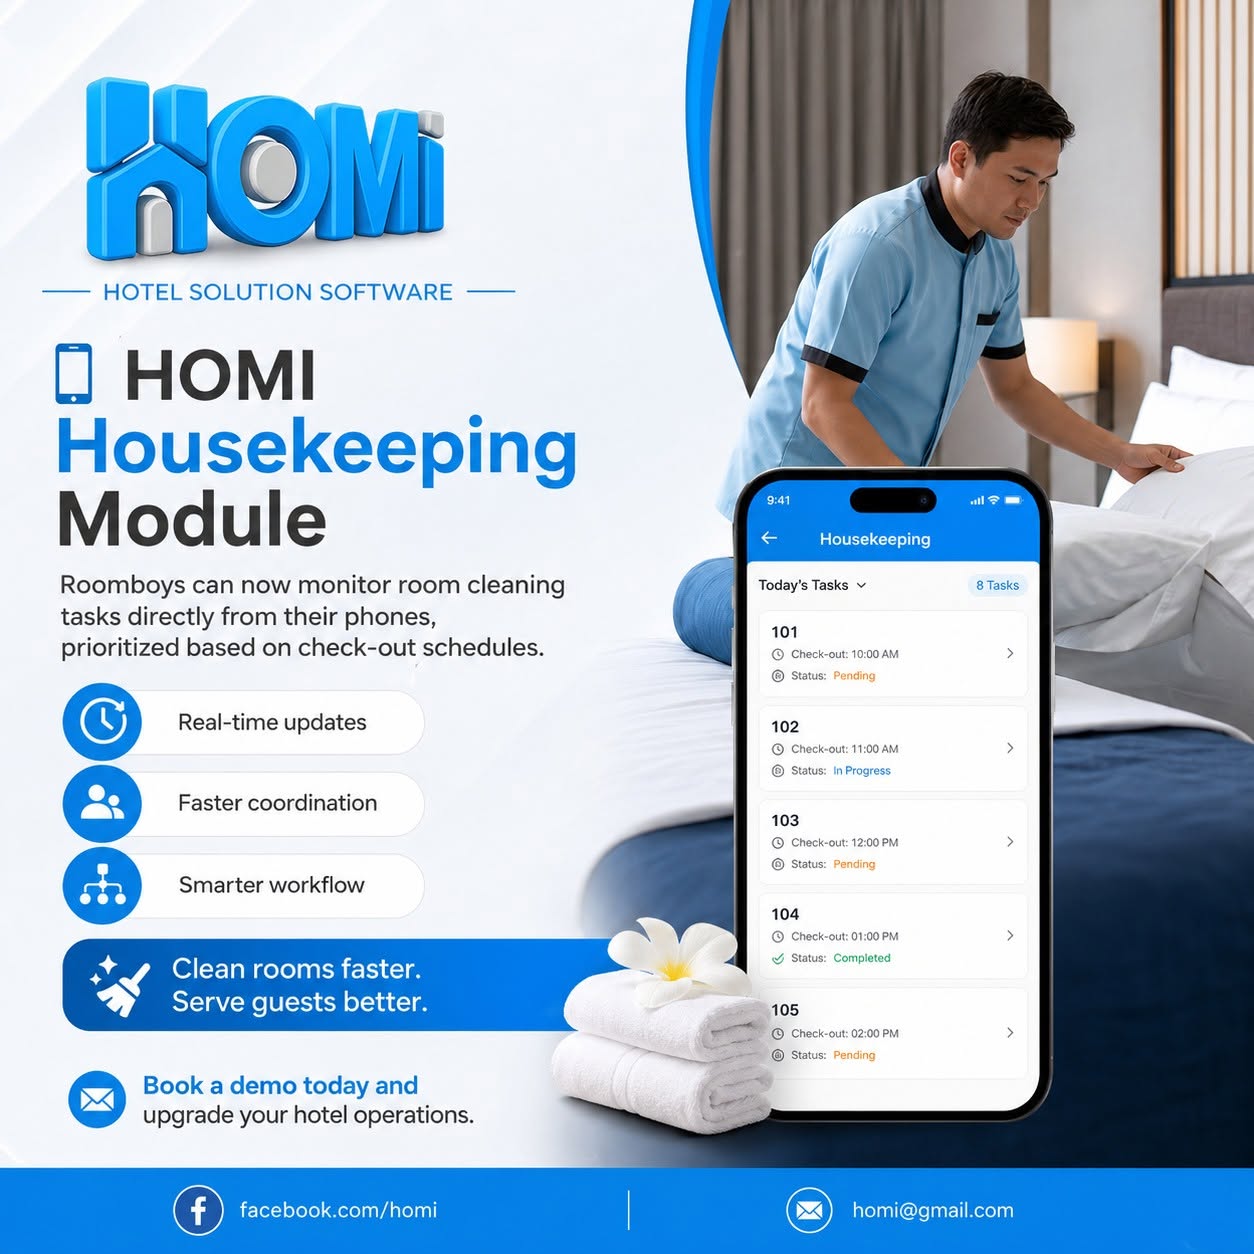 HOMi
HOTEL SOLUTION SOFTWARE
HOMI
Housekeeping
Module
Roomboys can now monitor room cleaning
tasks directly from their phones,
prioritized based on check-out schedules.
Real-time updates
Faster coordination
Smarter workflow
Clean rooms faster.
Serve guests better.
Book a demo today and
upgrade your hotel operations.
9:41
Housekeeping
Today's Tasks
8 Tasks
101
Check-out: 10:00 AM
Status: Pending
102
Check-out: 11:00 AM
Status: In Progress
103
Check-out: 12:00 PM
Status: Pending
104
Check-out: 01:00 PM
Status: Completed
105
Check-out: 02:00 PM
Status: Pending
facebook.com/homi
homi@gmail.com